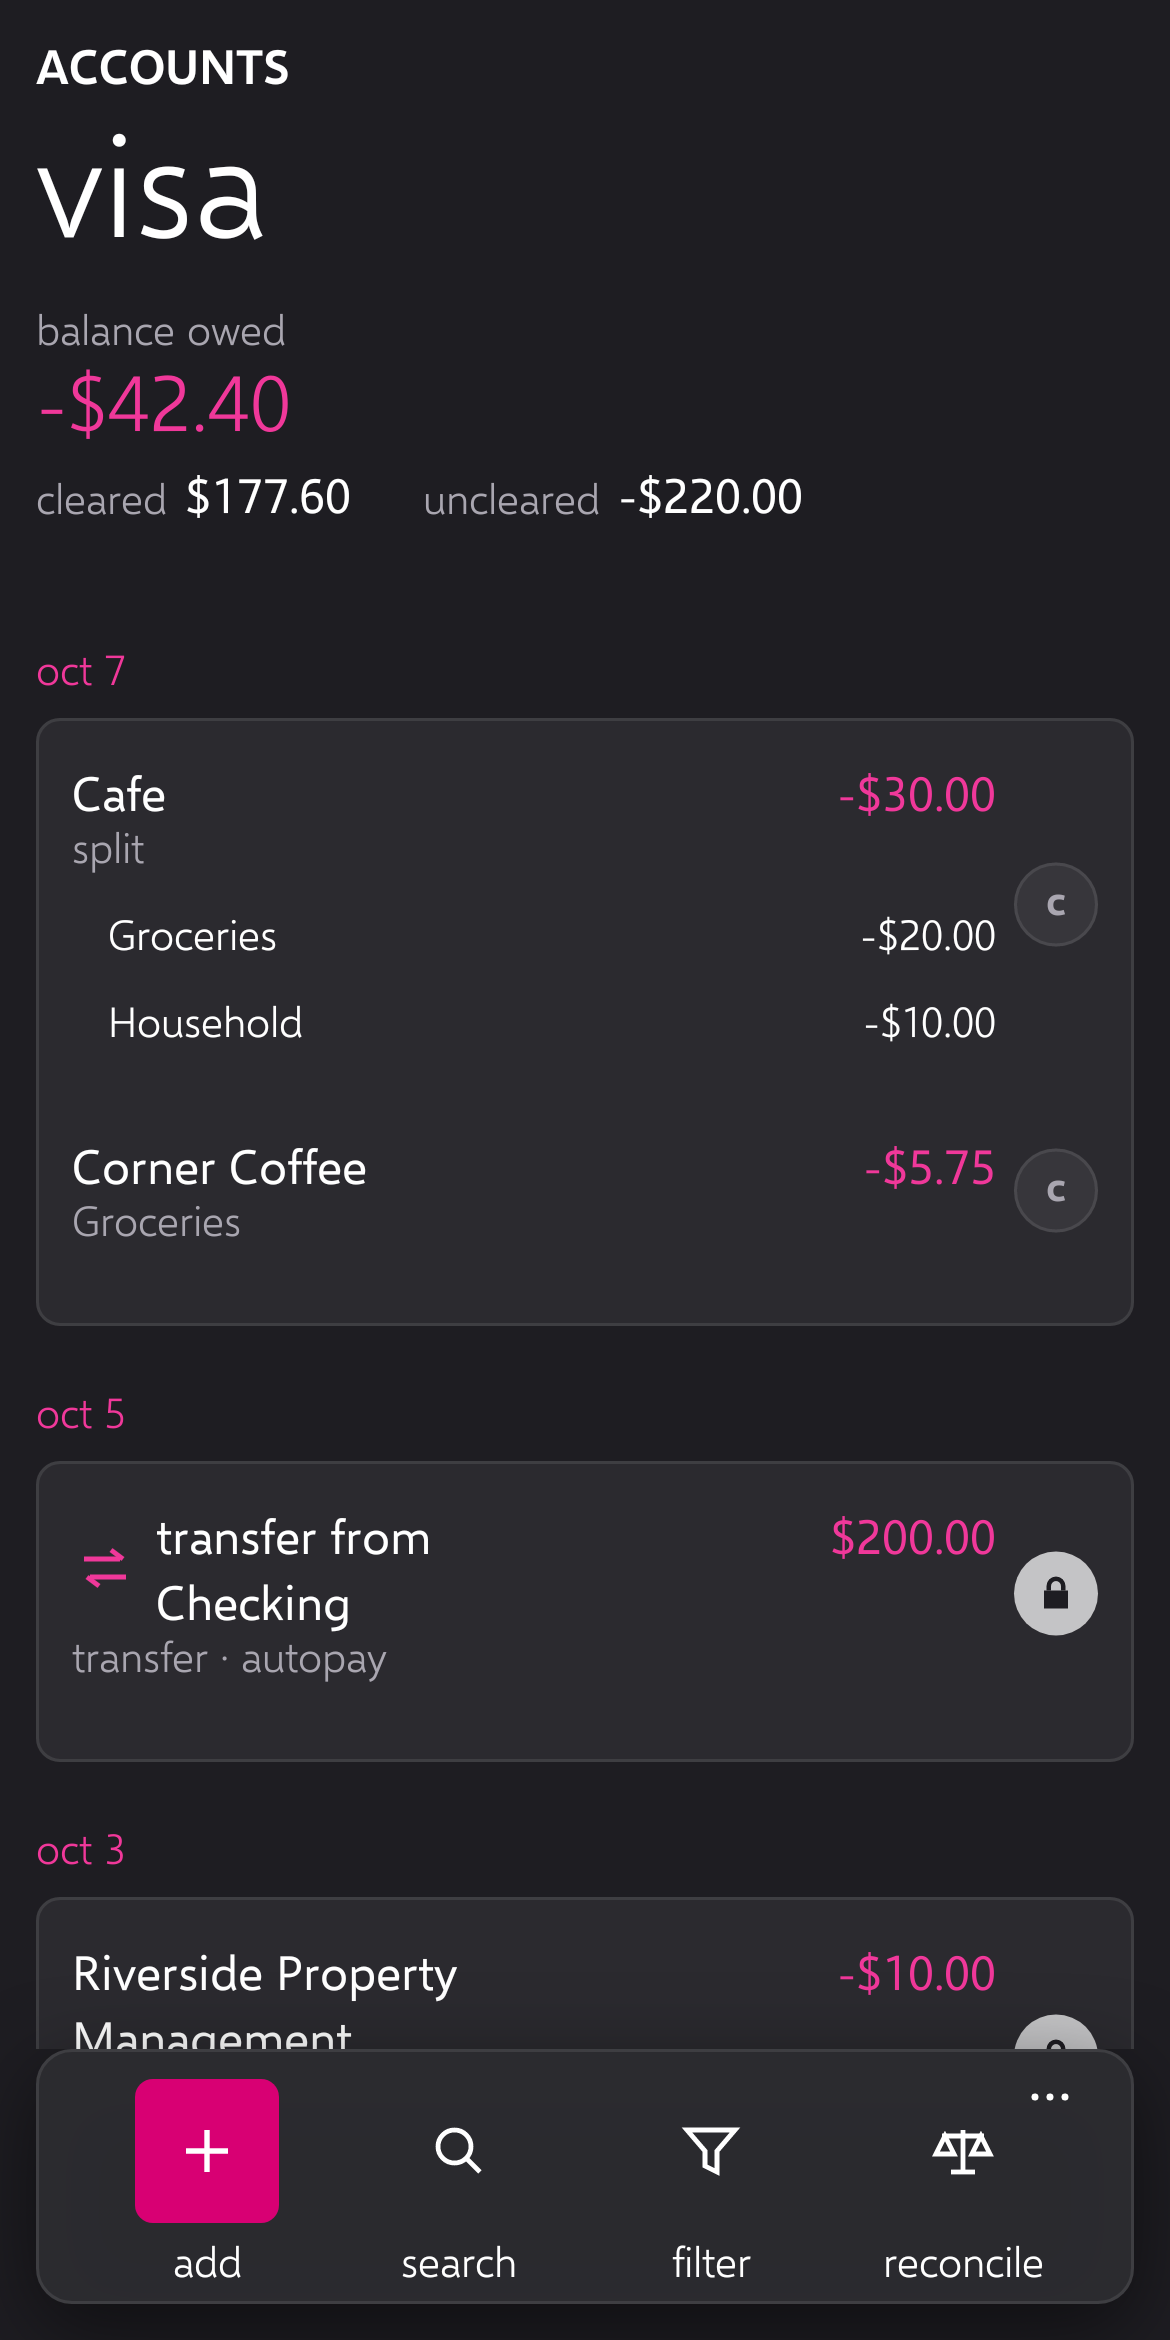 ACCOUNTS
visa
balance owed
-$42.40
cleared $177.60 uncleared -$220.00
oct 7
Cafe -$30.00
split
C
Groceries -$20.00
Household -$10.00
Corner Coffee -$5.75
C
Groceries
oct 5
transfer from $200.00
Checking
transfer · autopay
oct 3
Riverside Property -$10.00
Management
add search filter reconcile